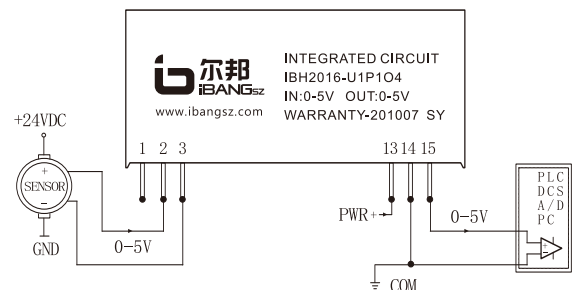 尔邦
iBANGSZ
www.ibangsz.com
INTEGRATED CIRCUIT
IBH2016-U1P1O4
IN:0-5V OUT:0-5V
WARRANTY-201007 SY
1 2 3
13 14 15
+24VDC
+
SENSOR
-
GND
0-5V
PWR+
0-5V
COM
PLC
DCS
A/D
PC
+
-